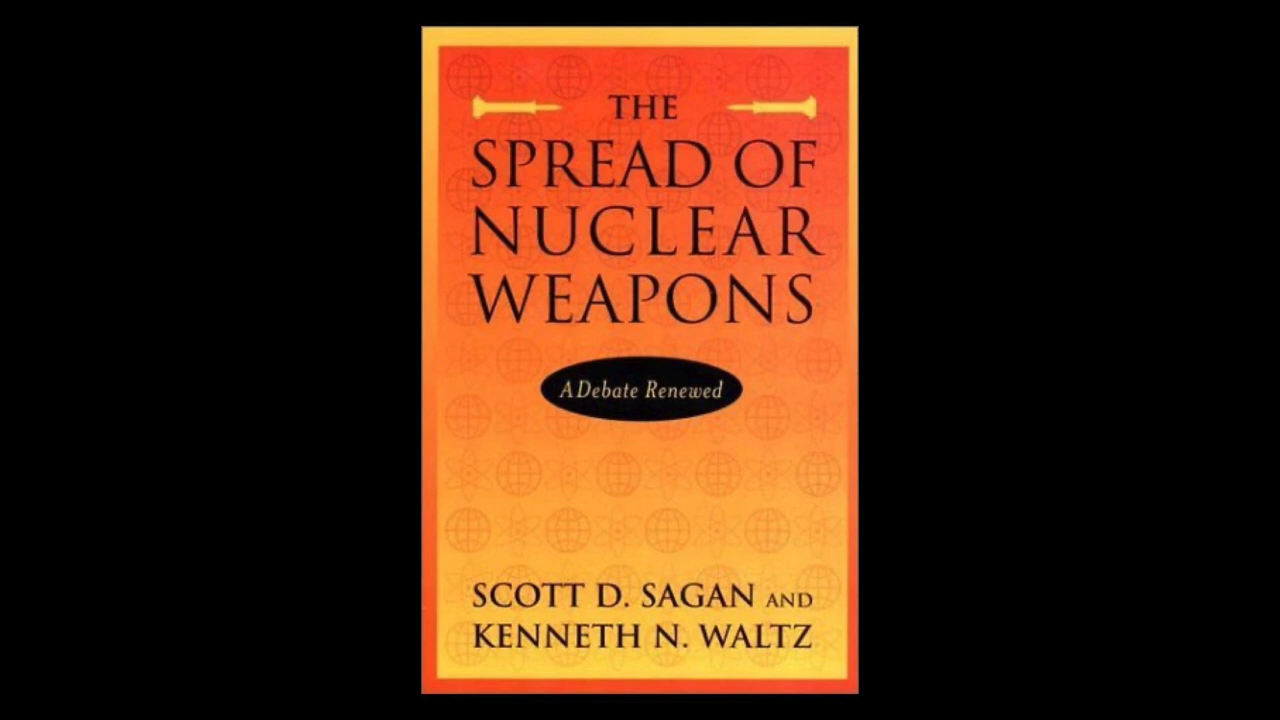 THE
SPREAD OF
NUCLEAR
WEAPONS
A Debate Renewed
SCOTT D. SAGAN AND
KENNETH N. WALTZ